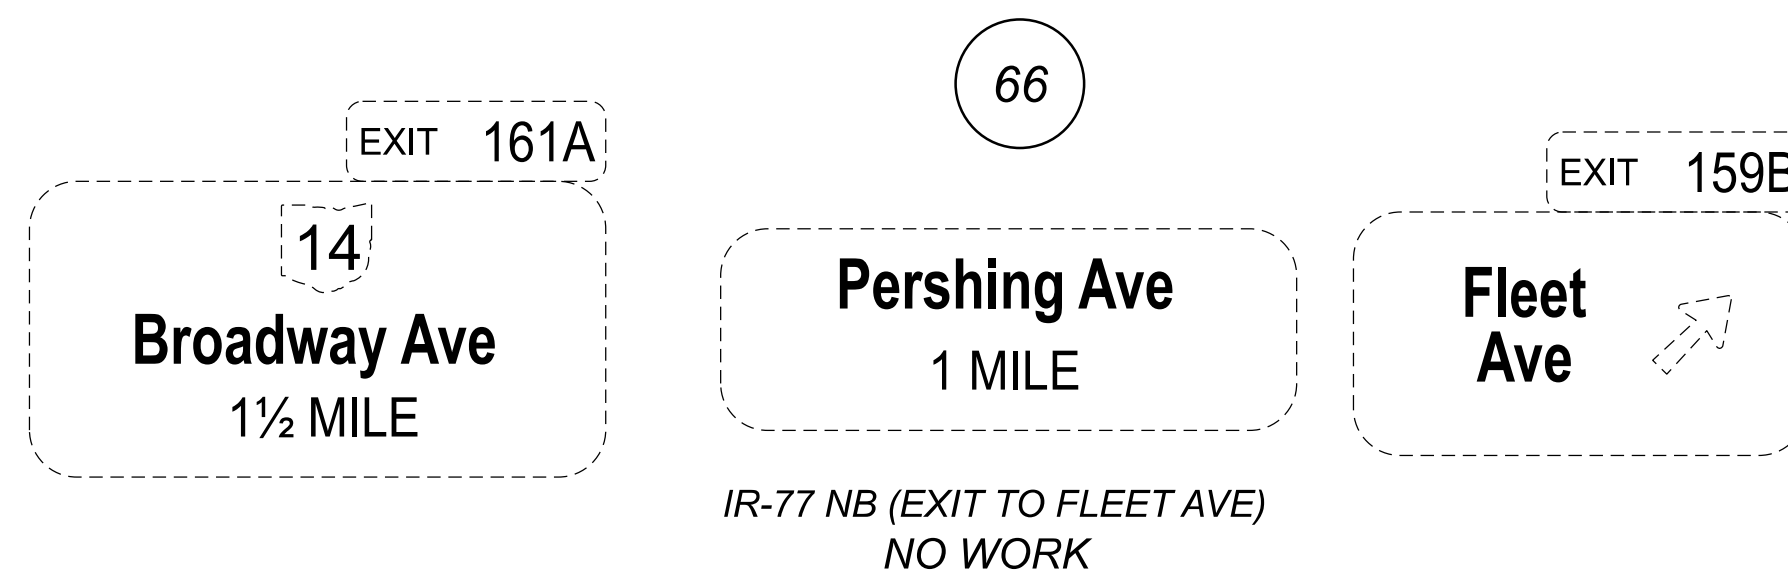 66
EXIT 161A
14
Broadway Ave
1½ MILE
Pershing Ave
1 MILE
EXIT 159B
Fleet
Ave
IR-77 NB (EXIT TO FLEET AVE)
NO WORK